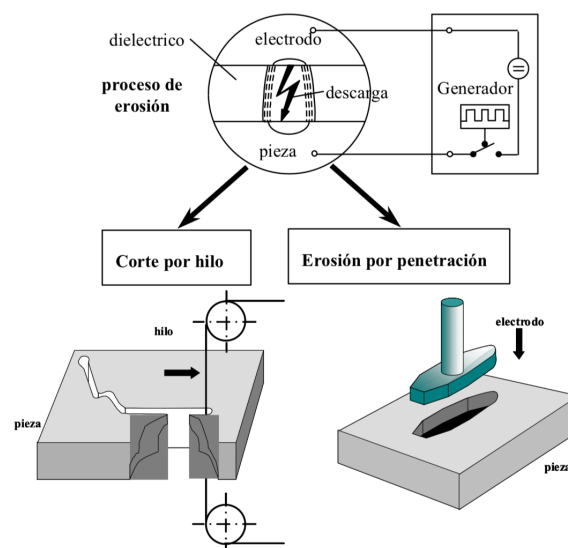 dielectrico
electrodo
proceso de
erosión
descarga
Generador
pieza
Corte por hilo
Erosión por penetración
hilo
pieza
electrodo
pieza